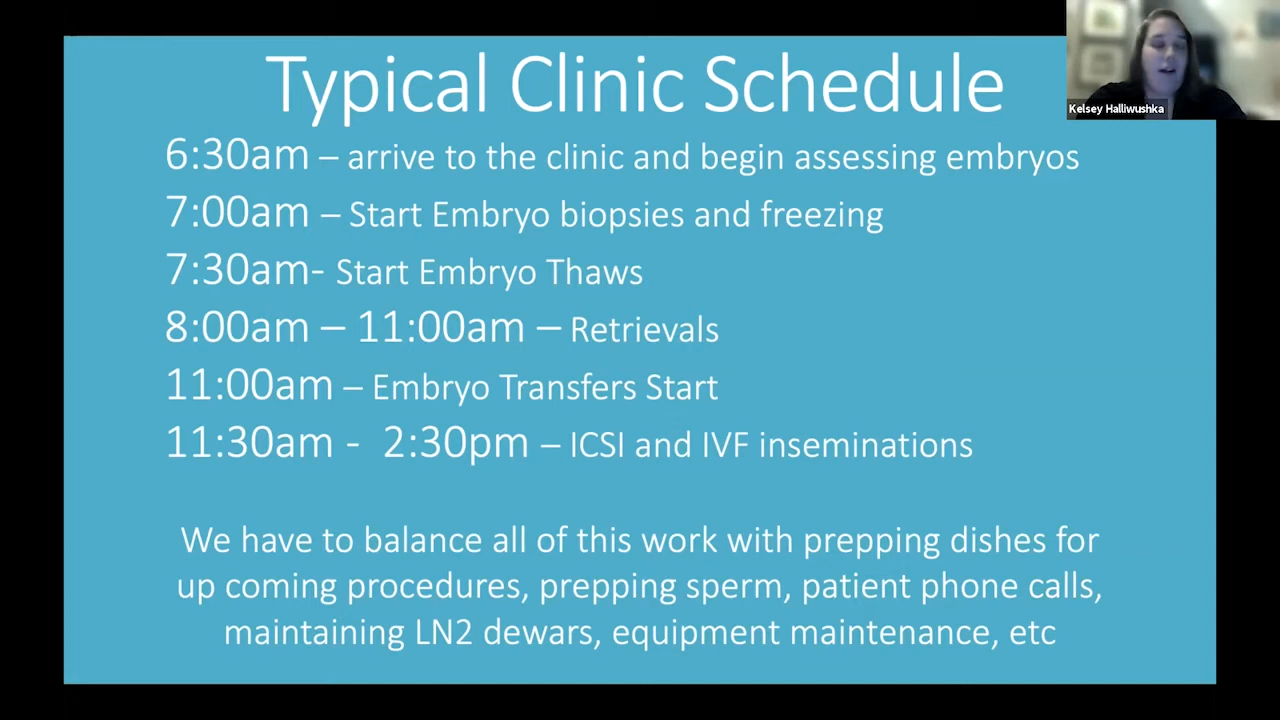 Typical Clinic Schedule
Kelsey Halliwushka
6:30am – arrive to the clinic and begin assessing embryos
7:00am – Start Embryo biopsies and freezing
7:30am- Start Embryo Thaws
8:00am – 11:00am – Retrievals
11:00am – Embryo Transfers Start
11:30am - 2:30pm – ICSI and IVF inseminations
We have to balance all of this work with prepping dishes for
up coming procedures, prepping sperm, patient phone calls,
maintaining LN2 dewars, equipment maintenance, etc